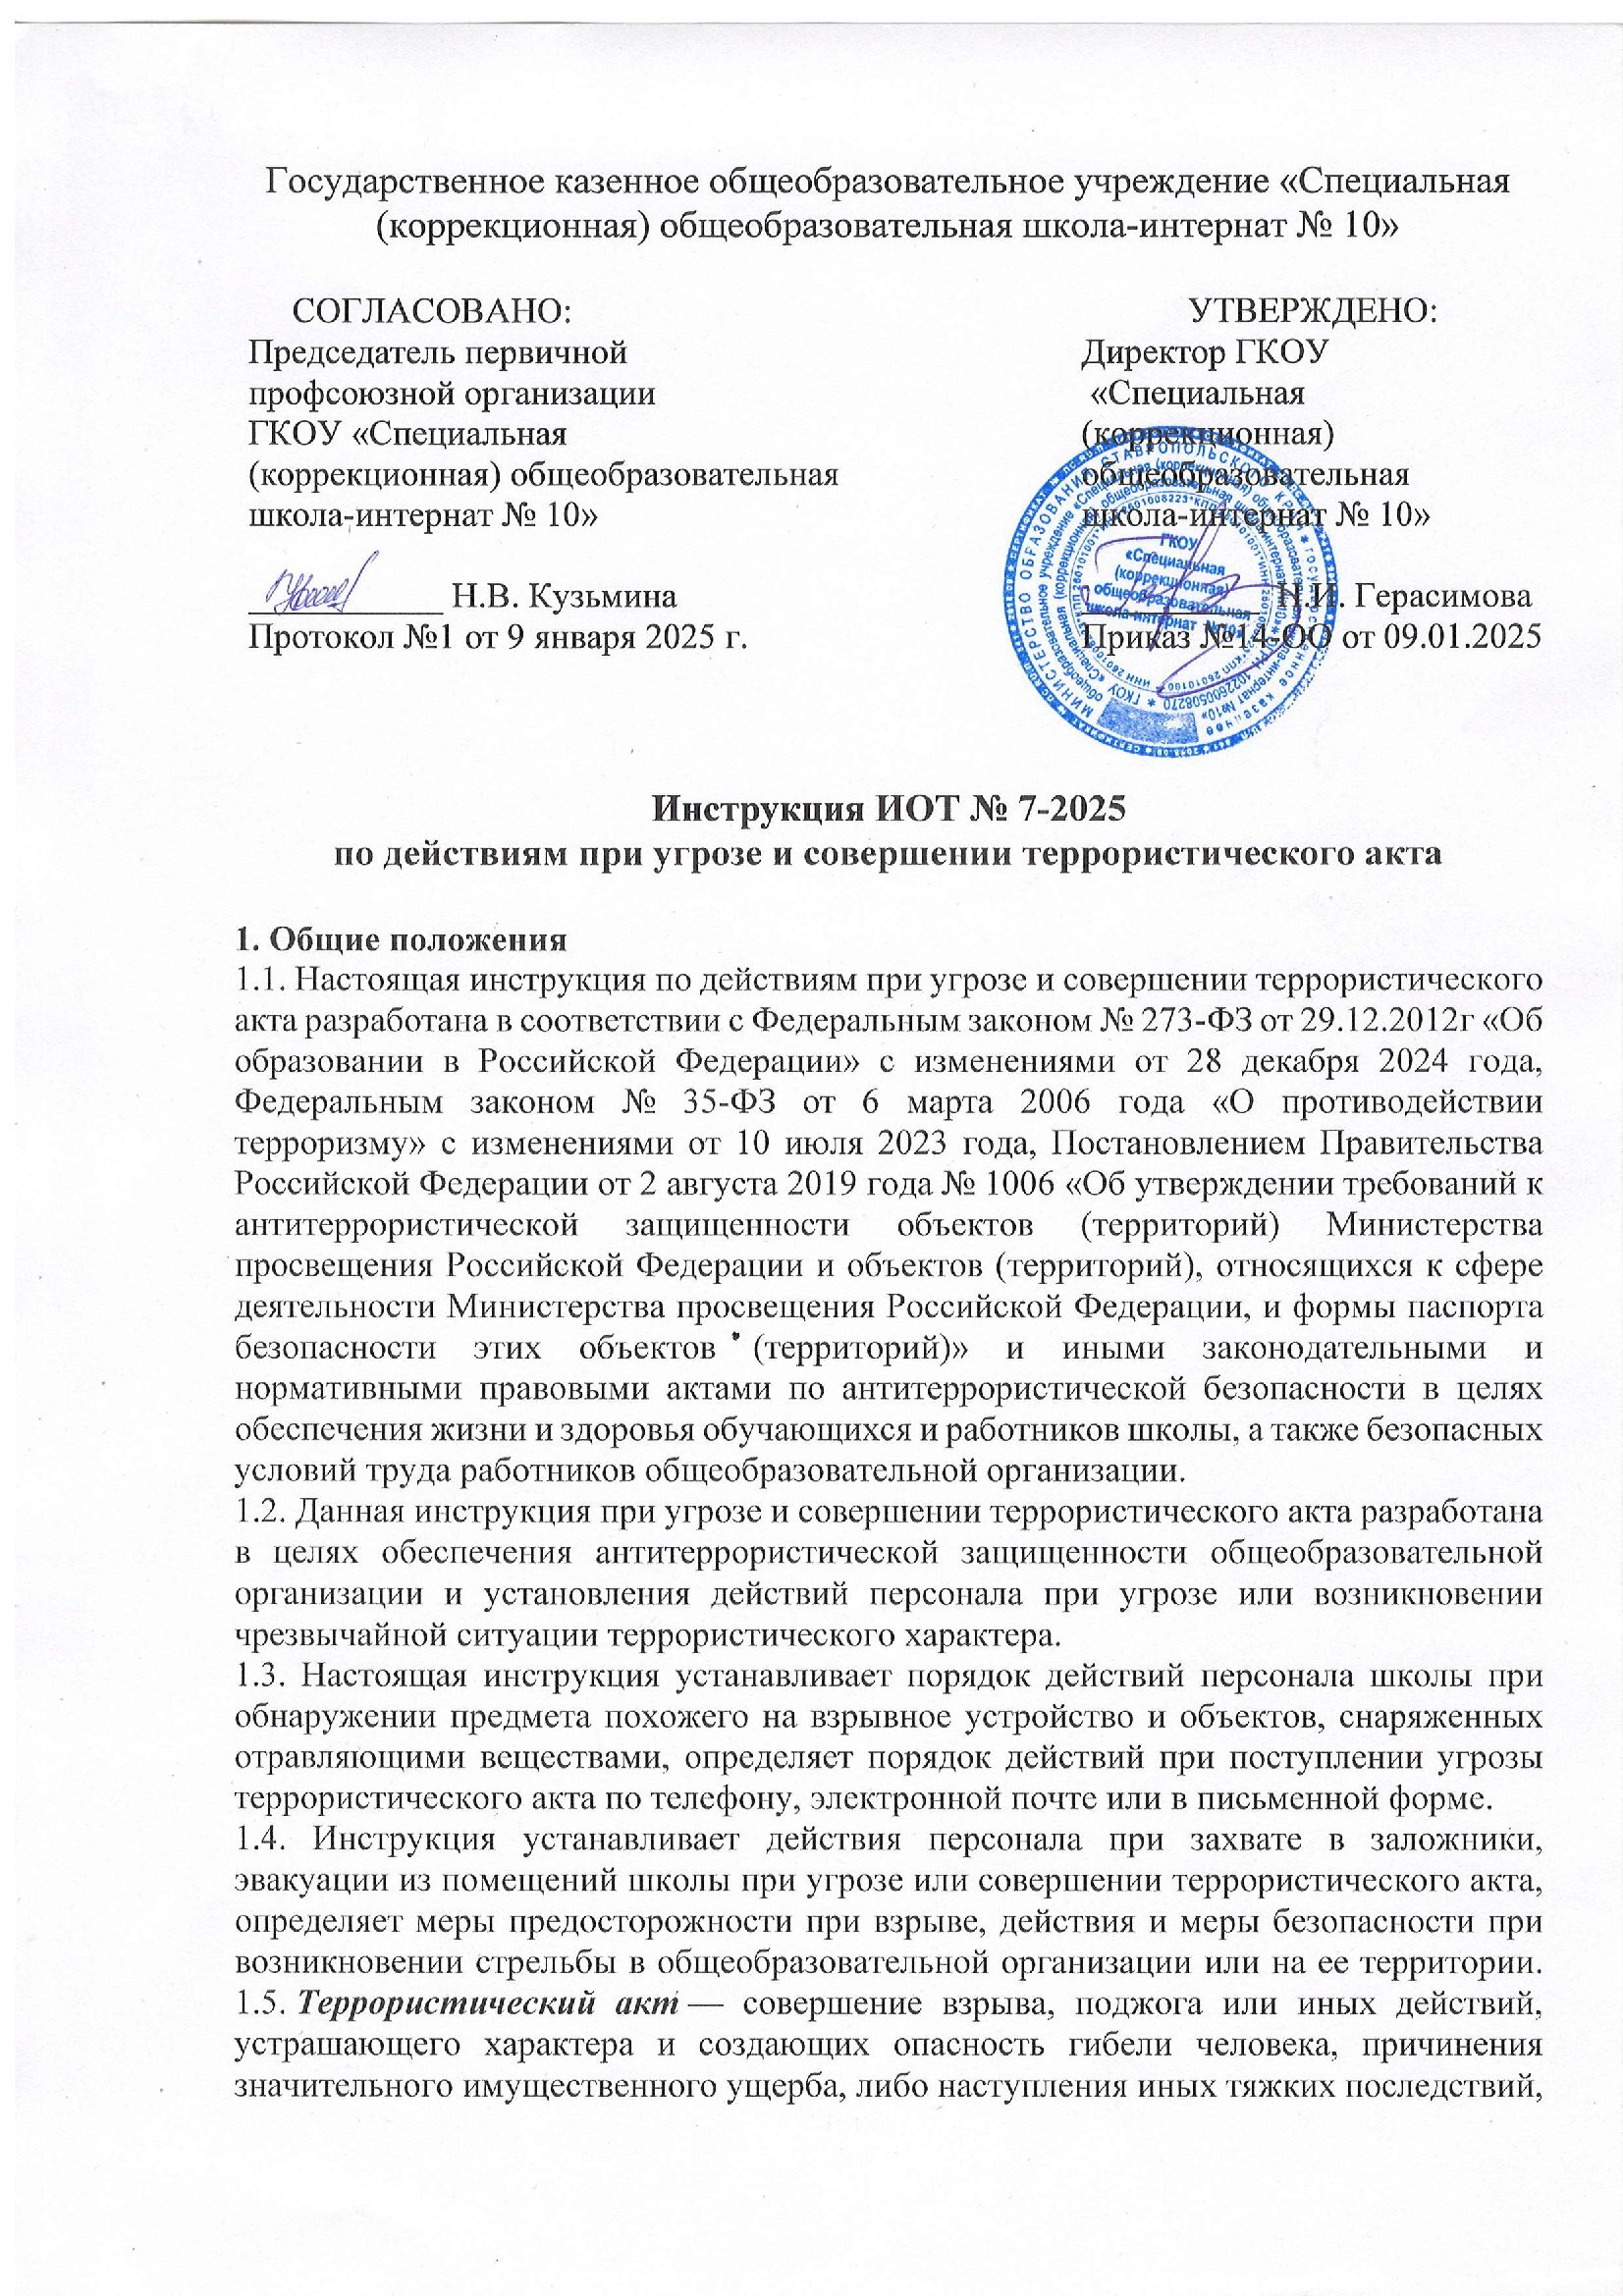 Государственное казенное общеобразовательное учреждение «Специальная
(коррекционная) общеобразовательная школа-интернат № 10»
СОГЛАСОВАНО:
Председатель первичной
профсоюзной организации
ГКОУ «Специальная
(коррекционная) общеобразовательная
школа-интернат № 10»
Н.В. Кузьмина
Протокол №1 от 9 января 2025 г.
УТВЕРЖДЕНО:
Директор ГКОУ
«Специальная
(коррекционная)
общеобразовательная
школа-интернат № 10»
Н.И. Герасимова
Приказ №14-ОО от 09.01.2025
ГКОУ
«Специальная
(коррекционная)
общеобразовательная
школа-интернат №10»
Инструкция ИОТ № 7-2025
по действиям при угрозе и совершении террористического акта
1. Общие положения
1.1. Настоящая инструкция по действиям при угрозе и совершении террористического
акта разработана в соответствии с Федеральным законом № 273-ФЗ от 29.12.2012г «Об
образовании в Российской Федерации» с изменениями от 28 декабря 2024 года,
Федеральным законом № 35-ФЗ от 6 марта 2006 года «О противодействии
терроризму» с изменениями от 10 июля 2023 года, Постановлением Правительства
Российской Федерации от 2 августа 2019 года № 1006 «Об утверждении требований к
антитеррористической защищенности объектов (территорий) Министерства
просвещения Российской Федерации и объектов (территорий), относящихся к сфере
деятельности Министерства просвещения Российской Федерации, и формы паспорта
безопасности этих объектов (территорий)» и иными законодательными и
нормативными правовыми актами по антитеррористической безопасности в целях
обеспечения жизни и здоровья обучающихся и работников школы, а также безопасных
условий труда работников общеобразовательной организации.
1.2. Данная инструкция при угрозе и совершении террористического акта разработана
в целях обеспечения антитеррористической защищенности общеобразовательной
организации и установления действий персонала при угрозе или возникновении
чрезвычайной ситуации террористического характера.
1.3. Настоящая инструкция устанавливает порядок действий персонала школы при
обнаружении предмета похожего на взрывное устройство и объектов, снаряженных
отравляющими веществами, определяет порядок действий при поступлении угрозы
террористического акта по телефону, электронной почте или в письменной форме.
1.4. Инструкция устанавливает действия персонала при захвате в заложники,
эвакуации из помещений школы при угрозе или совершении террористического акта,
определяет меры предосторожности при взрыве, действия и меры безопасности при
возникновении стрельбы в общеобразовательной организации или на ее территории.
1.5. Террористический акт — совершение взрыва, поджога или иных действий,
устрашающего характера и создающих опасность гибели человека, причинения
значительного имущественного ущерба, либо наступления иных тяжких последствий,